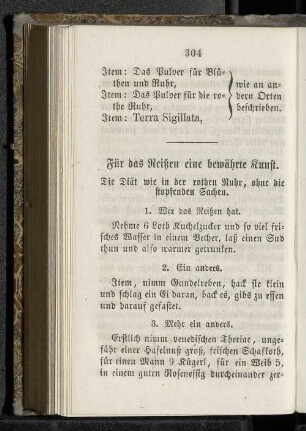 304
Item: Das Pulver für Blü-
then und Ruhr,
Item: Das Pulver für die ro-
the Ruhr,
Item: Terra Sigillata,
wie an an-
dern Orten
beschrieben.
Für das Reißen eine bewährte Kunst.
Die Diät wie in der rothen Ruhr, ohne die
stopfenden Sachen.
1. Wer das Reißen hat.
Nehme 6 Loth Kuchelzucker und so viel fri-
sches Wasser in einem Becher, laß einen Sud
thun und also warmer getrunken.
2. Ein anders.
Item, nimm Gundelreben, hack sie klein
und schlag ein Ei daran, back es, gibs zu essen
und darauf gefastet.
3. Mehr ein anders.
Erstlich nimm venedischen Theriac, unge-
fähr einer Haselnuß groß, frischen Schafkoth,
für einen Mann 9 Kügerl, für ein Weib 5,
in einem guten Rosenessig durcheinander zer-